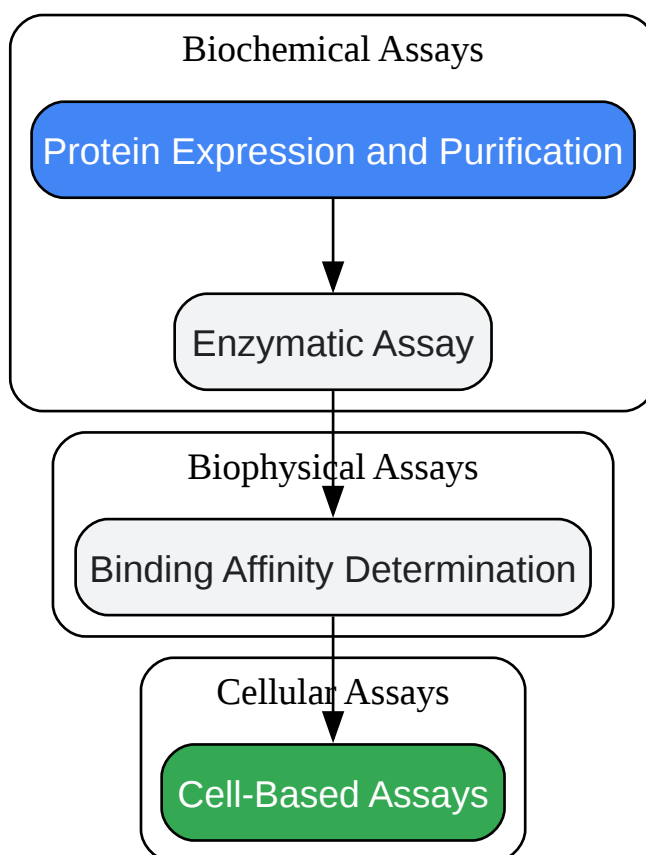 Biochemical Assays
Protein Expression and Purification
Enzymatic Assay
Biophysical Assays
Binding Affinity Determination
Cellular Assays
Cell-Based Assays